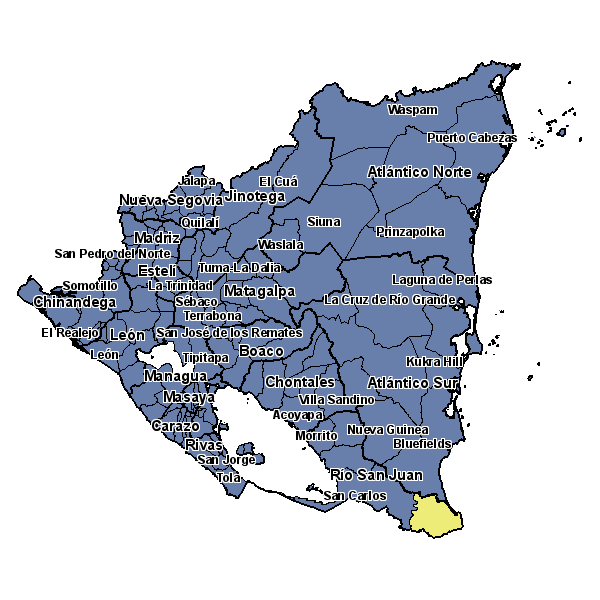 Waspam
Puerto Cabezas
Atlántico Norte
Jalapa
El Cuá
Nueva Segovia
Jinotega
Quilalí
Siuna
Prinzapolka
Madriz
Waslala
San Pedro del Norte
Estelí
Tuma-La Dalia
Laguna de Perlas
Somotillo
La Trinidad
Matagalpa
Chinandega
Sébaco
La Cruz de Río Grande
Terrabona
El Realejo
León
San José de los Remates
León
Tipitapa
Boaco
Kukra Hill
Managua
Chontales
Atlántico Sur
Masaya
Villa Sandino
Acoyapa
Carazo
Morrito
Nueva Guinea
Rivas
Bluefields
San Jorge
Tola
Río San Juan
San Carlos